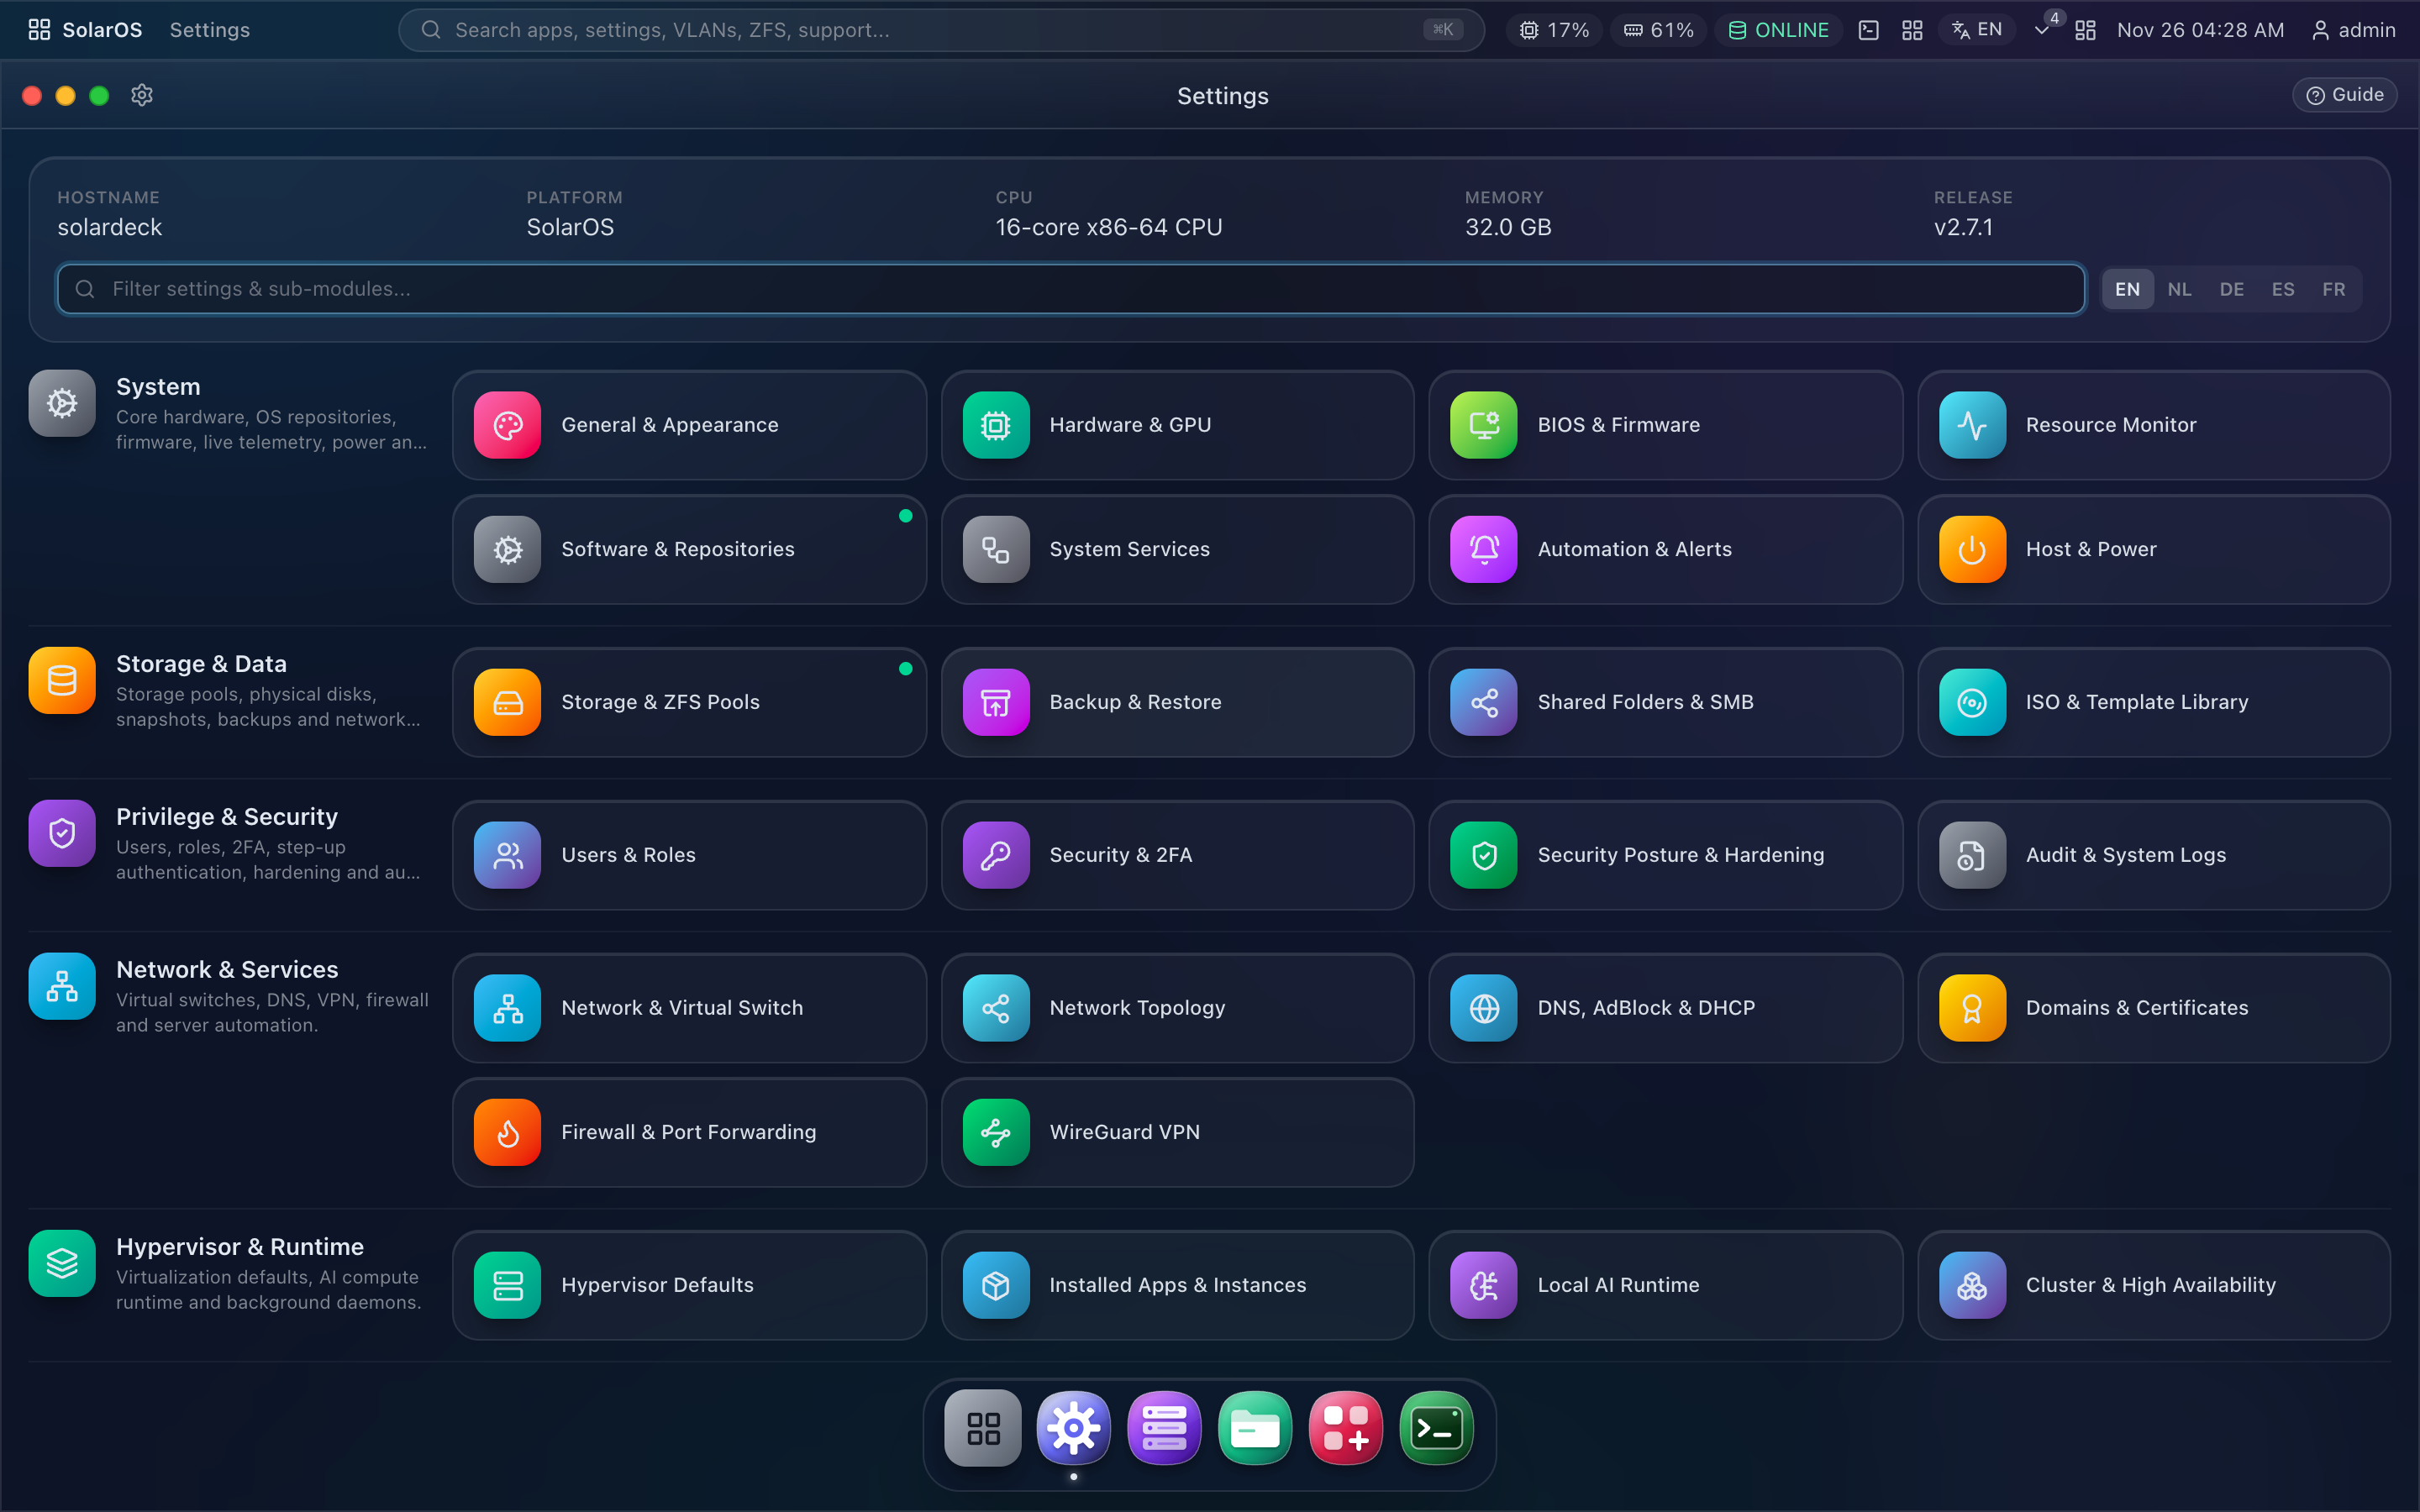 SolarOS Settings Search apps, settings, VLANs, ZFS, support... ⌘K 17% 61% ONLINE EN 4 Nov 26 04:28 AM admin
Settings Guide
HOSTNAME PLATFORM CPU MEMORY RELEASE
solardeck SolarOS 16-core x86-64 CPU 32.0 GB v2.7.1
Filter settings & sub-modules... EN NL DE ES FR
System
Core hardware, OS repositories,
firmware, live telemetry, power an...
General & Appearance Hardware & GPU BIOS & Firmware Resource Monitor
Software & Repositories System Services Automation & Alerts Host & Power
Storage & Data
Storage pools, physical disks,
snapshots, backups and network...
Storage & ZFS Pools Backup & Restore Shared Folders & SMB ISO & Template Library
Privilege & Security
Users, roles, 2FA, step-up
authentication, hardening and au...
Users & Roles Security & 2FA Security Posture & Hardening Audit & System Logs
Network & Services
Virtual switches, DNS, VPN, firewall
and server automation.
Network & Virtual Switch Network Topology DNS, AdBlock & DHCP Domains & Certificates
Firewall & Port Forwarding WireGuard VPN
Hypervisor & Runtime
Virtualization defaults, AI compute
runtime and background daemons.
Hypervisor Defaults Installed Apps & Instances Local AI Runtime Cluster & High Availability